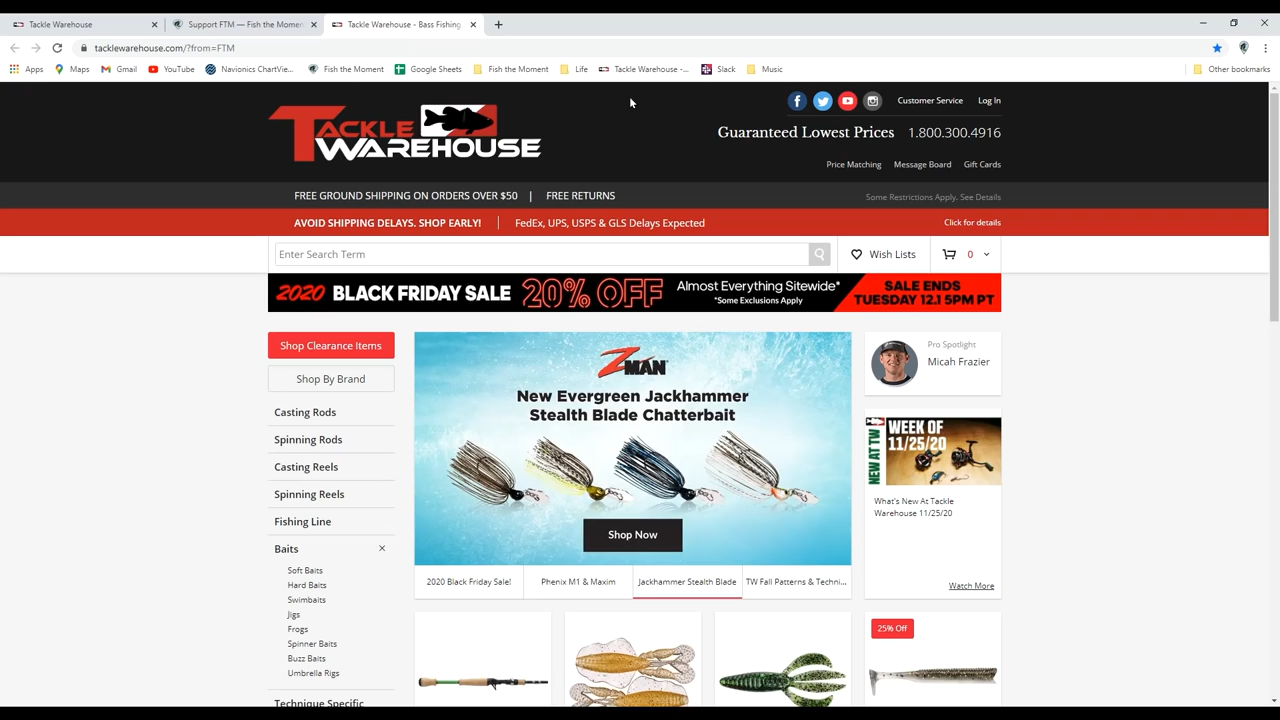 Tackle Warehouse
Support FTM — Fish the Momen
Tackle Warehouse - Bass Fishing
tacklewarehouse.com/?from=FTM
Apps
Maps
Gmail
YouTube
Navionics ChartVie...
Fish the Moment
Google Sheets
Fish the Moment
Life
Tackle Warehouse -...
Slack
Music
Other bookmarks
TACKLE WAREHOUSE
Customer Service
Log In
Guaranteed Lowest Prices 1.800.300.4916
Price Matching
Message Board
Gift Cards
FREE GROUND SHIPPING ON ORDERS OVER $50 | FREE RETURNS
Some Restrictions Apply. See Details
AVOID SHIPPING DELAYS. SHOP EARLY! | FedEx, UPS, USPS & GLS Delays Expected
Click for details
Enter Search Term
Wish Lists
0
2020 BLACK FRIDAY SALE 20% OFF
Almost Everything Sitewide*
*Some Exclusions Apply
SALE ENDS
TUESDAY 12.1 5PM PT
Shop Clearance Items
Shop By Brand
Casting Rods
Spinning Rods
Casting Reels
Spinning Reels
Fishing Line
Baits
Soft Baits
Hard Baits
Swimbaits
Jigs
Frogs
Spinner Baits
Buzz Baits
Umbrella Rigs
Technique Specific
ZMAN
New Evergreen Jackhammer
Stealth Blade Chatterbait
Shop Now
2020 Black Friday Sale!
Phenix M1 & Maxim
Jackhammer Stealth Blade
TW Fall Patterns & Techni...
25% Off
Pro Spotlight
Micah Frazier
NEW AT TW
WEEK OF
11/25/20
What's New At Tackle
Warehouse 11/25/20
Watch More